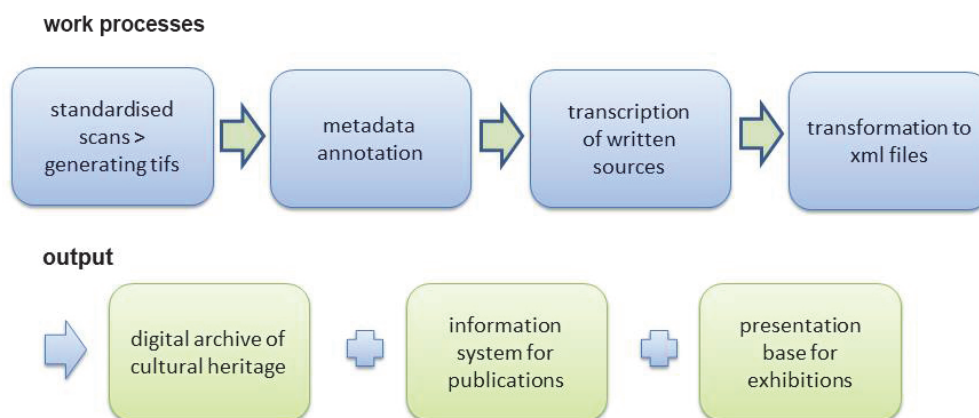 work processes
standardised
scans >
generating tifs
metadata
annotation
transcription
of written
sources
transformation to
xml files
output
digital archive of
cultural heritage
information
system for
publications
presentation
base for
exhibitions